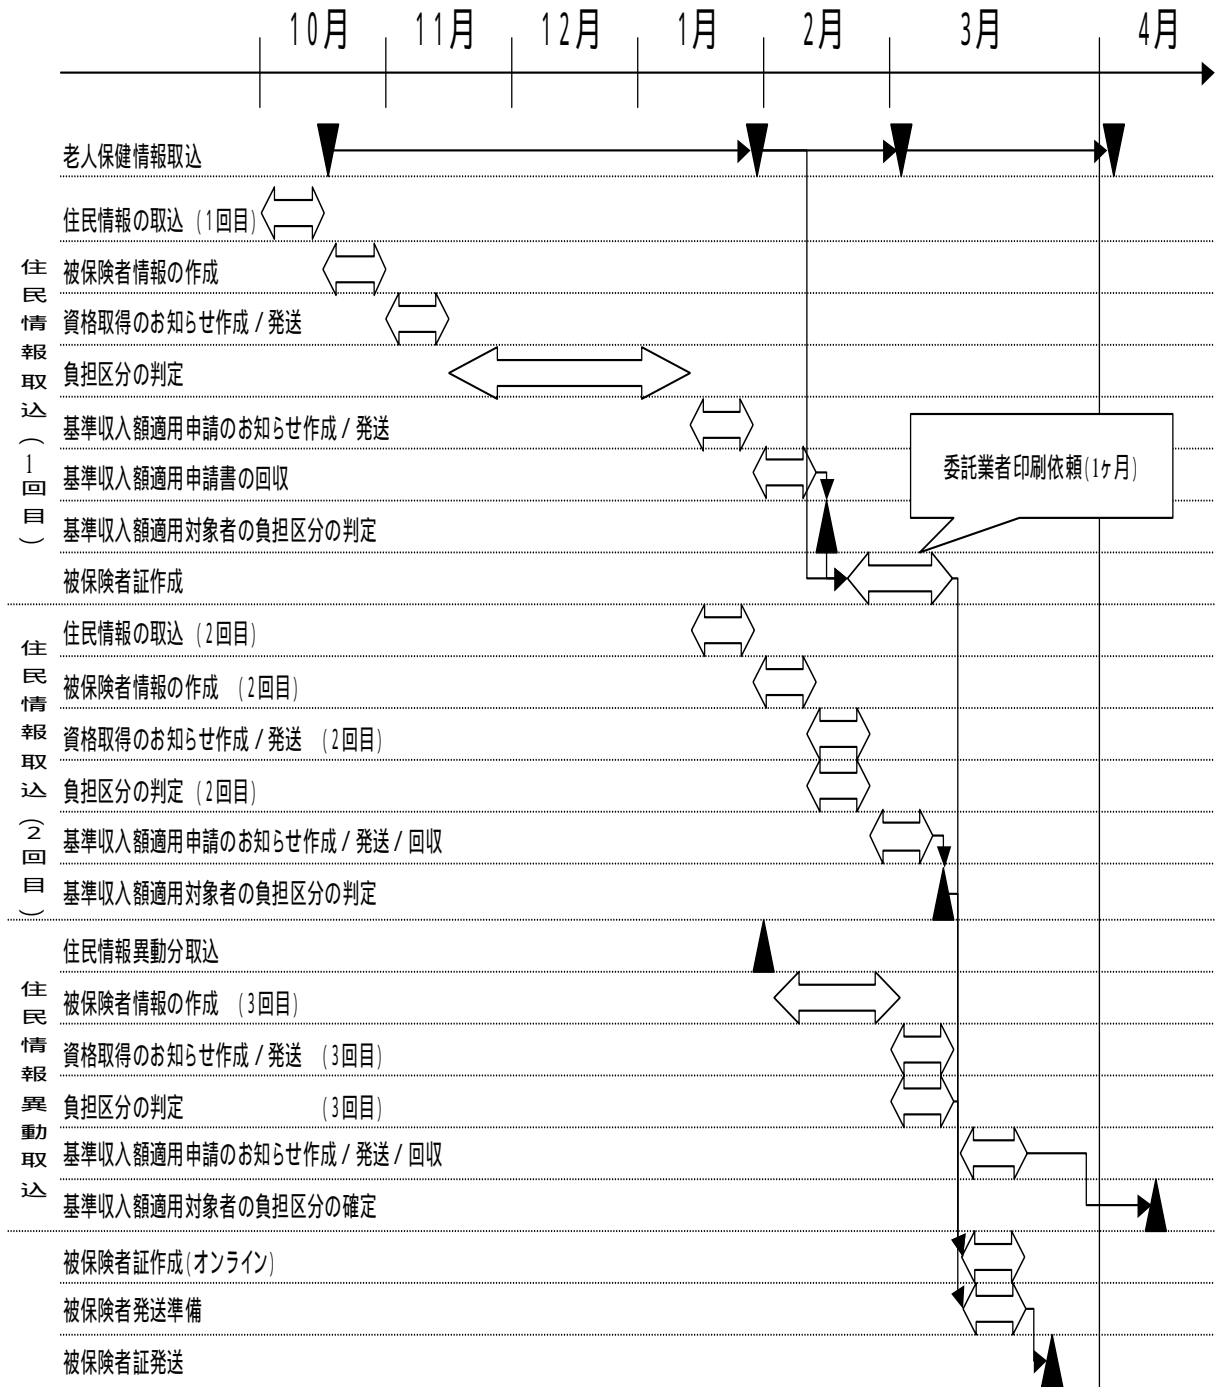 10月 11月 12月 1月 2月 3月 4月
老人保健情報取込
住民情報取込(1回目)
住民情報の取込 (1回目)
被保険者情報の作成
資格取得のお知らせ作成/発送
負担区分の判定
基準収入額適用申請のお知らせ作成/発送
基準収入額適用申請書の回収
委託業者印刷依頼(1ヶ月)
基準収入額適用対象者の負担区分の判定
被保険者証作成
住民情報取込(2回目)
住民情報の取込 (2回目)
被保険者情報の作成 (2回目)
資格取得のお知らせ作成/発送 (2回目)
負担区分の判定 (2回目)
基準収入額適用申請のお知らせ作成/発送/回収
基準収入額適用対象者の負担区分の判定
住民情報異動取込
住民情報異動分取込
被保険者情報の作成 (3回目)
資格取得のお知らせ作成/発送 (3回目)
負担区分の判定 (3回目)
基準収入額適用申請のお知らせ作成/発送/回収
基準収入額適用対象者の負担区分の確定
被保険者証作成(オンライン)
被保険者発送準備
被保険者証発送